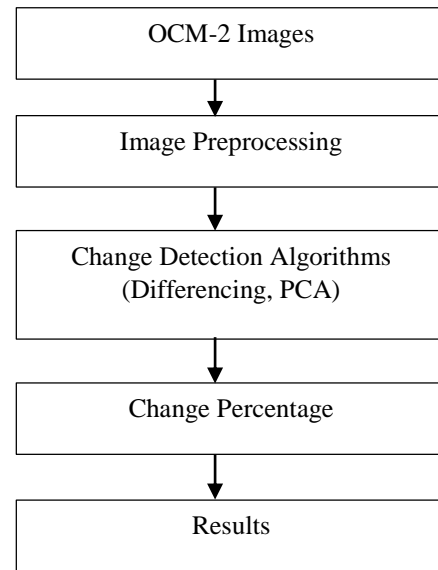 OCM-2 Images
Image Preprocessing
Change Detection Algorithms
(Differencing, PCA)
Change Percentage
Results